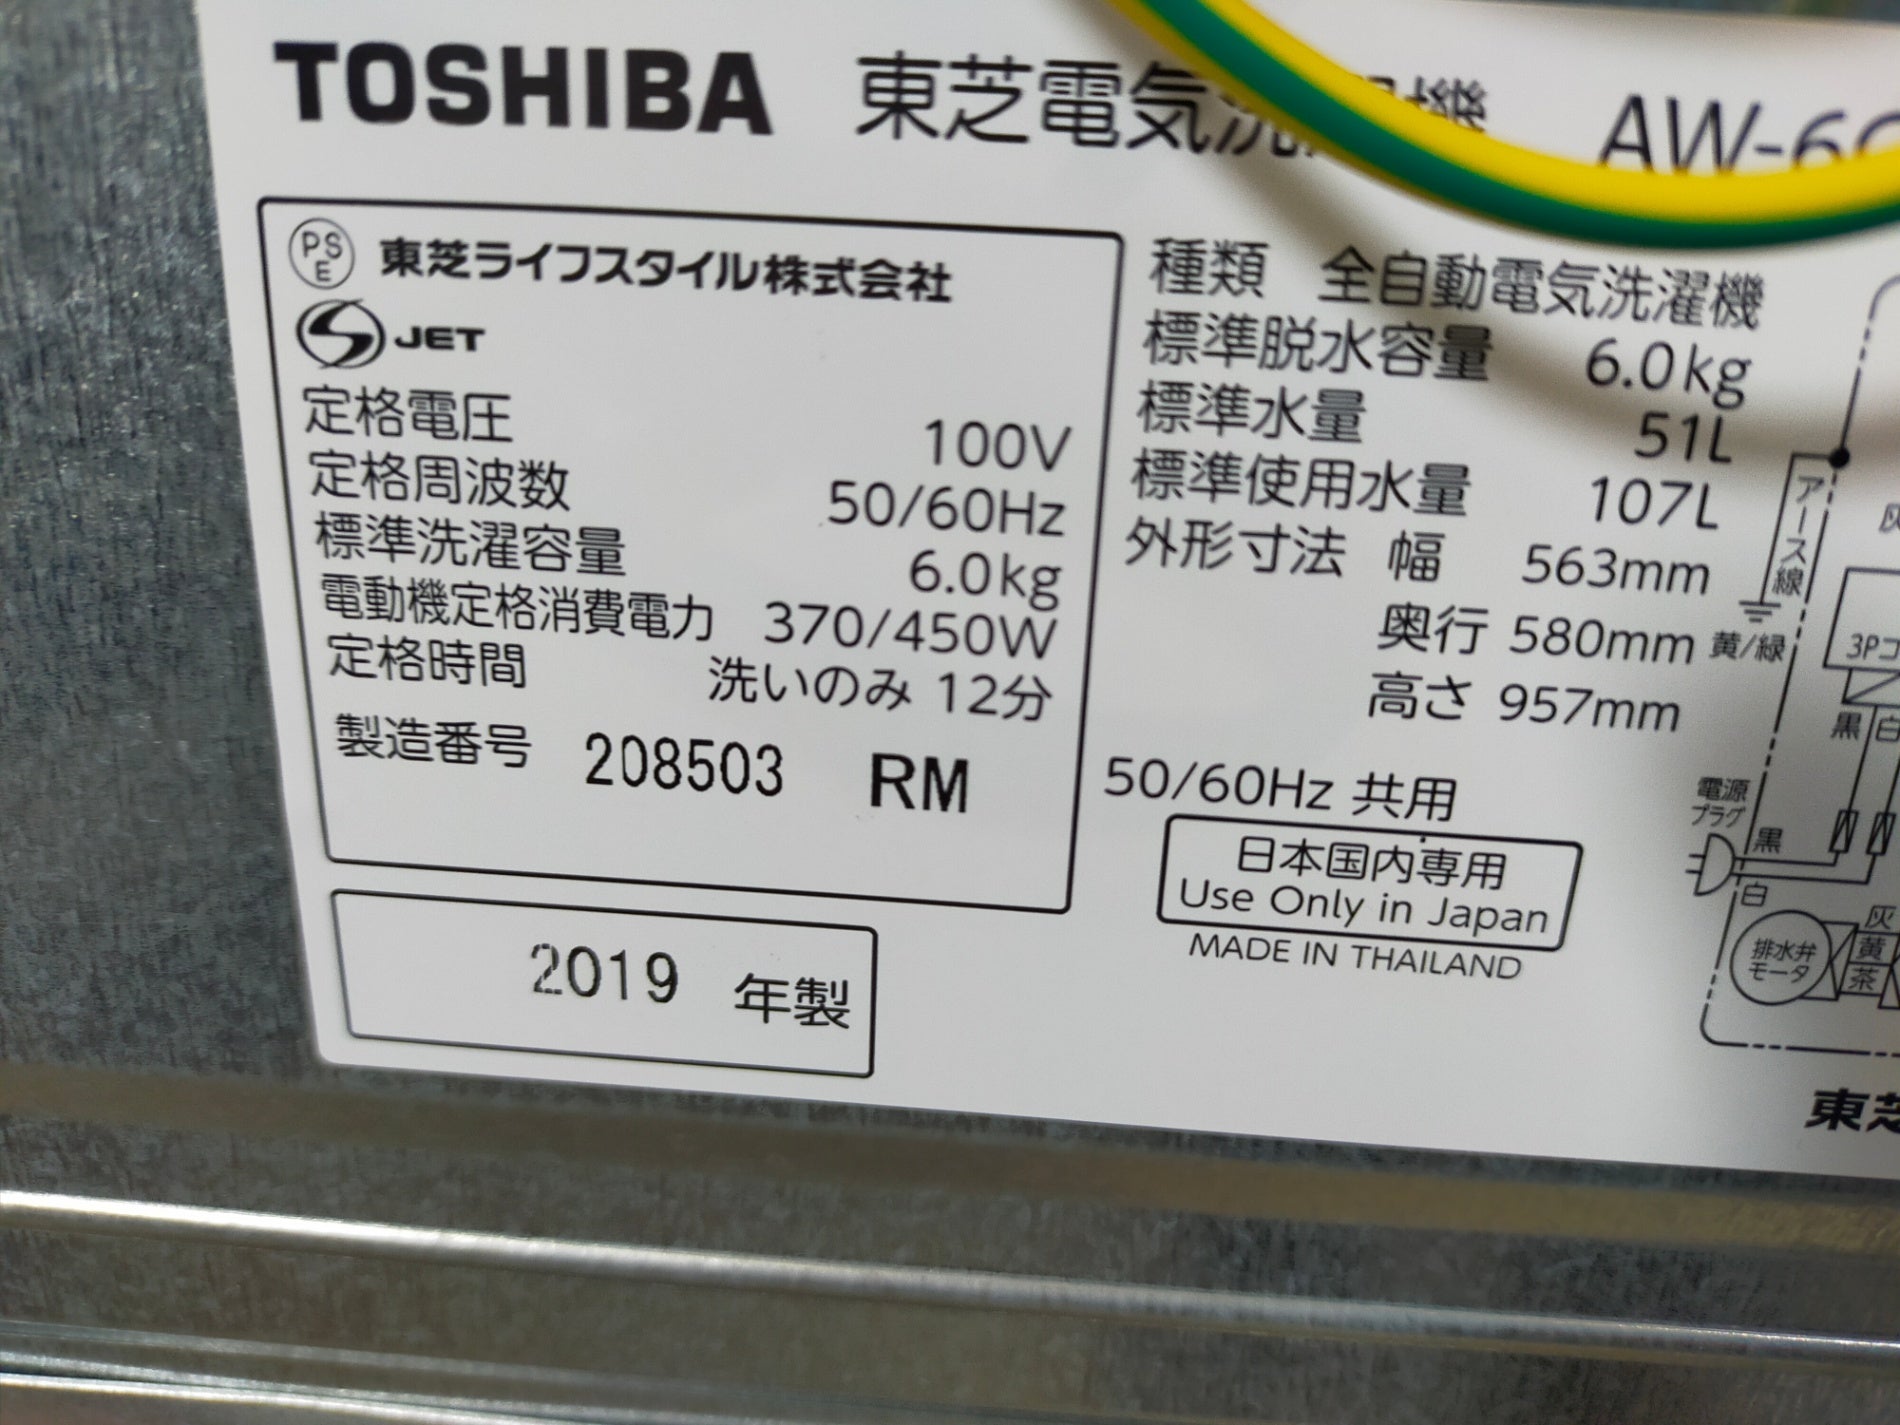 TOSHIBA 東芝電気洗濯機 AW-6
PSE 東芝ライフスタイル株式会社
S JET
定格電圧 100V
定格周波数 50/60Hz
標準洗濯容量 6.0kg
電動機定格消費電力 370/450W
定格時間 洗いのみ 12分
製造番号 208503 RM
2019 年製
種類 全自動電気洗濯機
標準脱水容量 6.0kg
標準水量 51L
標準使用水量 107L
外形寸法 幅 563mm
奥行 580mm
高さ 957mm
50/60Hz 共用
日本国内専用
Use Only in Japan
MADE IN THAILAND
アース線
黄/緑
3Pコ
黒 白
電源
プラグ
黒
白
排水弁
モータ
灰
黄
茶
灰
東芝